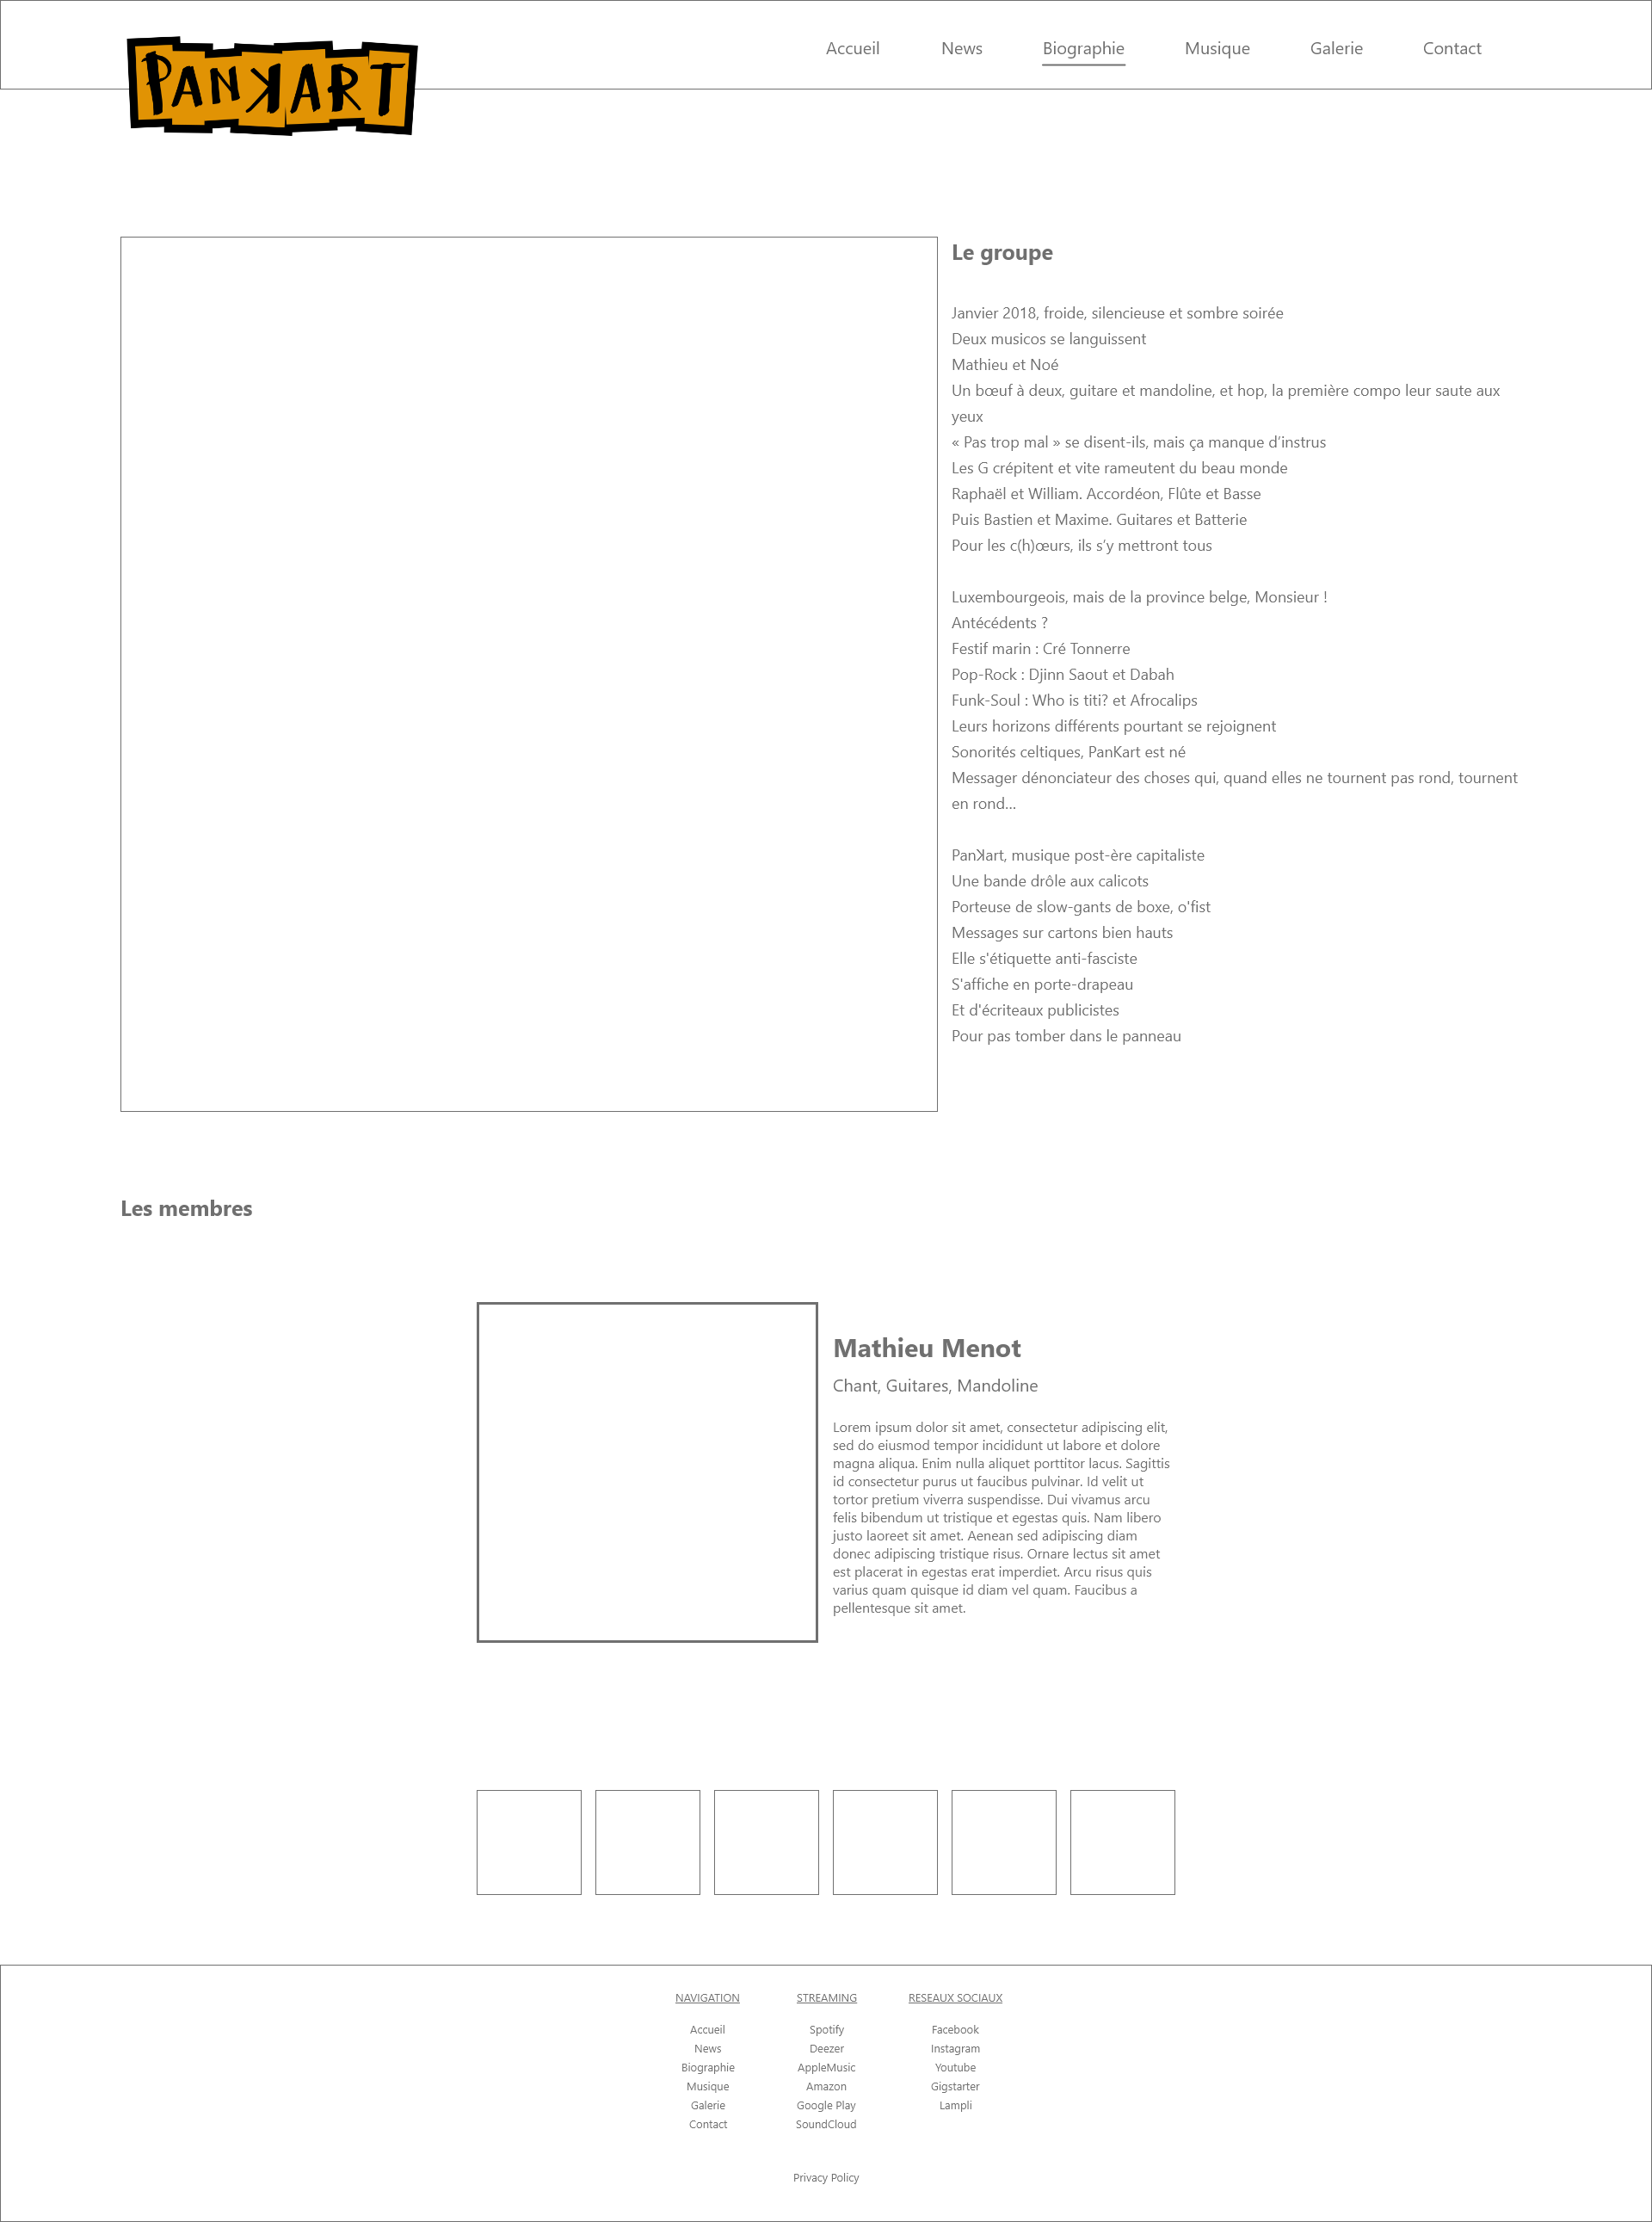 PANKART
Accueil
News
Biographie
Musique
Galerie
Contact
Le groupe
Janvier 2018, froide, silencieuse et sombre soirée
Deux musicos se languissent
Mathieu et Noé
Un bœuf à deux, guitare et mandoline, et hop, la première compo leur saute aux
yeux
« Pas trop mal » se disent-ils, mais ça manque d’instrus
Les G crépitent et vite rameutent du beau monde
Raphaël et William. Accordéon, Flûte et Basse
Puis Bastien et Maxime. Guitares et Batterie
Pour les c(h)œurs, ils s’y mettront tous
Luxembourgeois, mais de la province belge, Monsieur !
Antécédents ?
Festif marin : Cré Tonnerre
Pop-Rock : Djinn Saout et Dabah
Funk-Soul : Who is titi? et Afrocalips
Leurs horizons différents pourtant se rejoignent
Sonorités celtiques, PanKart est né
Messager dénonciateur des choses qui, quand elles ne tournent pas rond, tournent
en rond…
PanꓘKart, musique post-ère capitaliste
Une bande drôle aux calicots
Porteuse de slow-gants de boxe, o'fist
Messages sur cartons bien hauts
Elle s'étiquette anti-fasciste
S'affiche en porte-drapeau
Et d'écriteaux publicistes
Pour pas tomber dans le panneau
Les membres
Mathieu Menot
Chant, Guitares, Mandoline
Lorem ipsum dolor sit amet, consectetur adipiscing elit,
sed do eiusmod tempor incididunt ut labore et dolore
magna aliqua. Enim nulla aliquet porttitor lacus. Sagittis
id consectetur purus ut faucibus pulvinar. Id velit ut
tortor pretium viverra suspendisse. Dui vivamus arcu
felis bibendum ut tristique et egestas quis. Nam libero
justo laoreet sit amet. Aenean sed adipiscing diam
donec adipiscing tristique risus. Ornare lectus sit amet
est placerat in egestas erat imperdiet. Arcu risus quis
varius quam quisque id diam vel quam. Faucibus a
pellentesque sit amet.
NAVIGATION
Accueil
News
Biographie
Musique
Galerie
Contact
STREAMING
Spotify
Deezer
AppleMusic
Amazon
Google Play
SoundCloud
RESEAUX SOCIAUX
Facebook
Instagram
Youtube
Gigstarter
Lampli
Privacy Policy